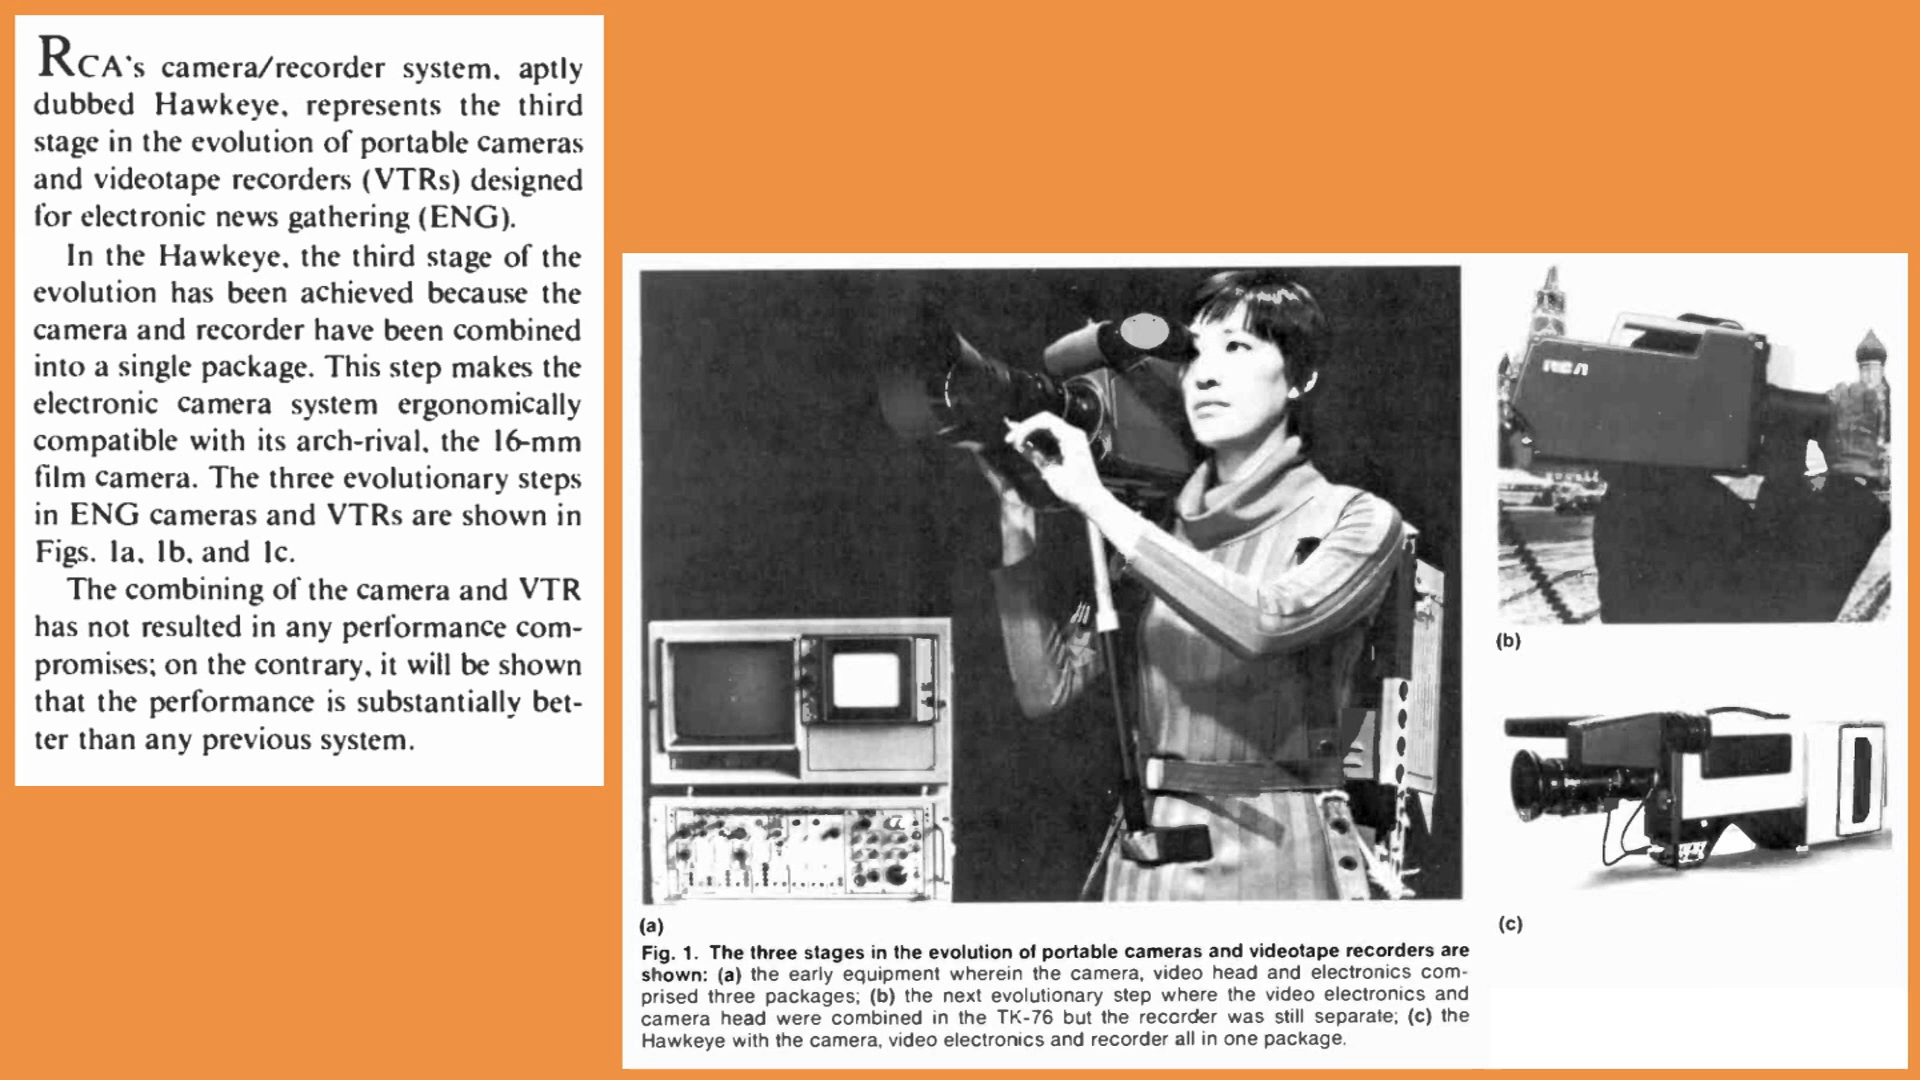 RCA's camera/recorder system, aptly
dubbed Hawkeye, represents the third
stage in the evolution of portable cameras
and videotape recorders (VTRs) designed
for electronic news gathering (ENG).
In the Hawkeye, the third stage of the
evolution has been achieved because the
camera and recorder have been combined
into a single package. This step makes the
electronic camera system ergonomically
compatible with its arch-rival, the 16-mm
film camera. The three evolutionary steps
in ENG cameras and VTRs are shown in
Figs. 1a, 1b, and 1c.
The combining of the camera and VTR
has not resulted in any performance com-
promises; on the contrary, it will be shown
that the performance is substantially bet-
ter than any previous system.
RCA
(b)
(a)
(c)
Fig. 1. The three stages in the evolution of portable cameras and videotape recorders are
shown: (a) the early equipment wherein the camera, video head and electronics com-
prised three packages; (b) the next evolutionary step where the video electronics and
camera head were combined in the TK-76 but the recorder was still separate; (c) the
Hawkeye with the camera, video electronics and recorder all in one package.